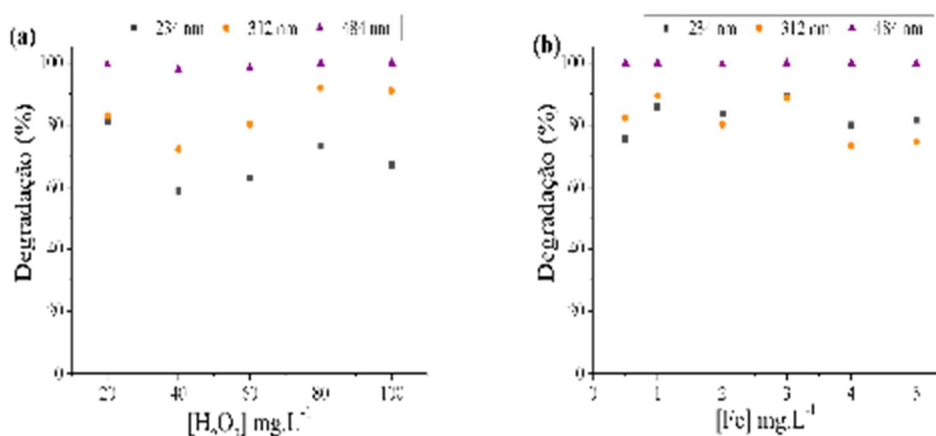 (a)
234 nm 312 nm 484 nm
100
80
60
40
20
0
Degradação (%)
20 40 60 80 100
[H₂O₂] mg.L⁻¹
(b)
234 nm 312 nm 484 nm
100
80
60
40
20
0
Degradação (%)
0 1 2 3 4 5
[Fe] mg.L⁻¹